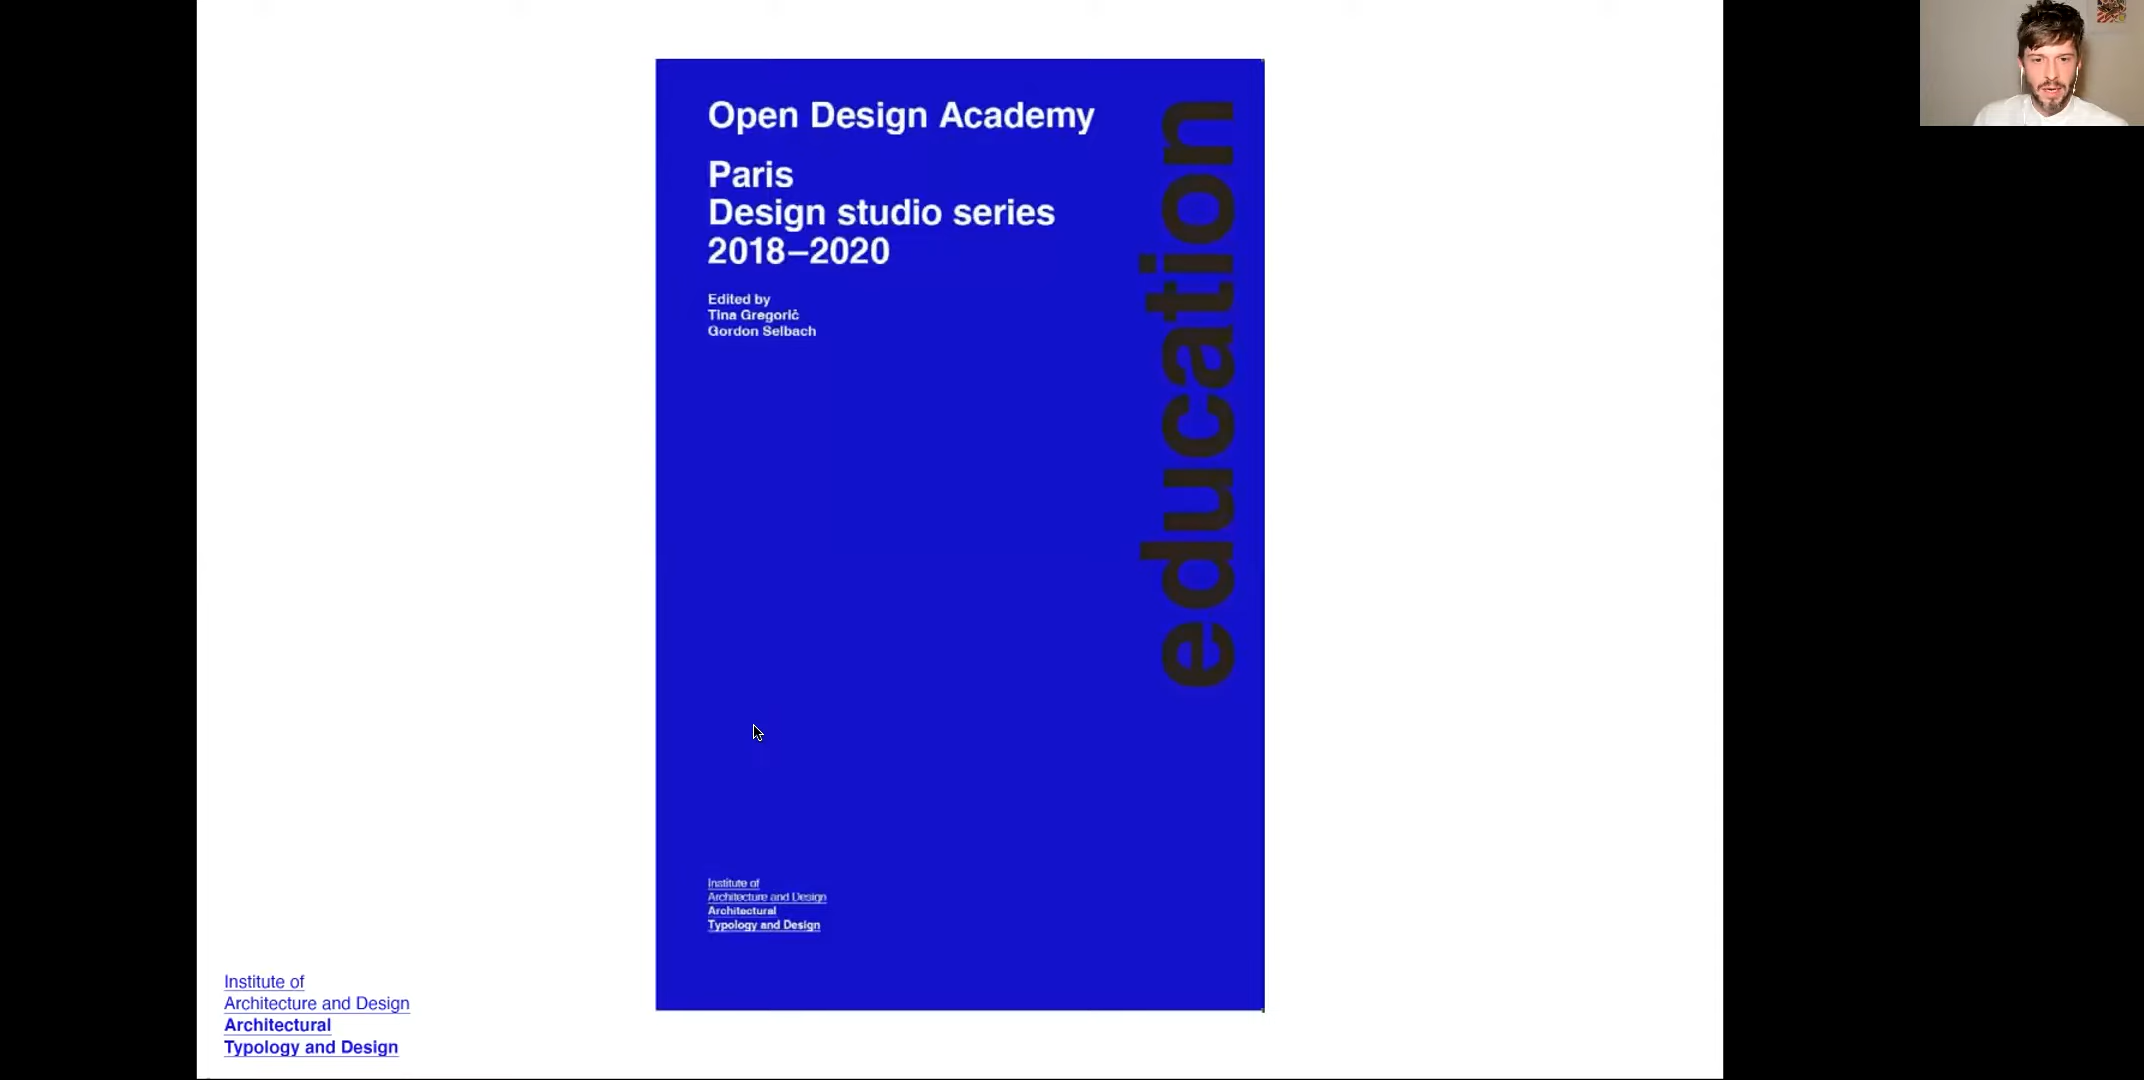 Open Design Academy
Paris
Design studio series
2018–2020
Edited by
Tina Gregorič
Gordon Selbach
education
Institute of
Architecture and Design
Architectural
Typology and Design
Institute of
Architecture and Design
Architectural
Typology and Design